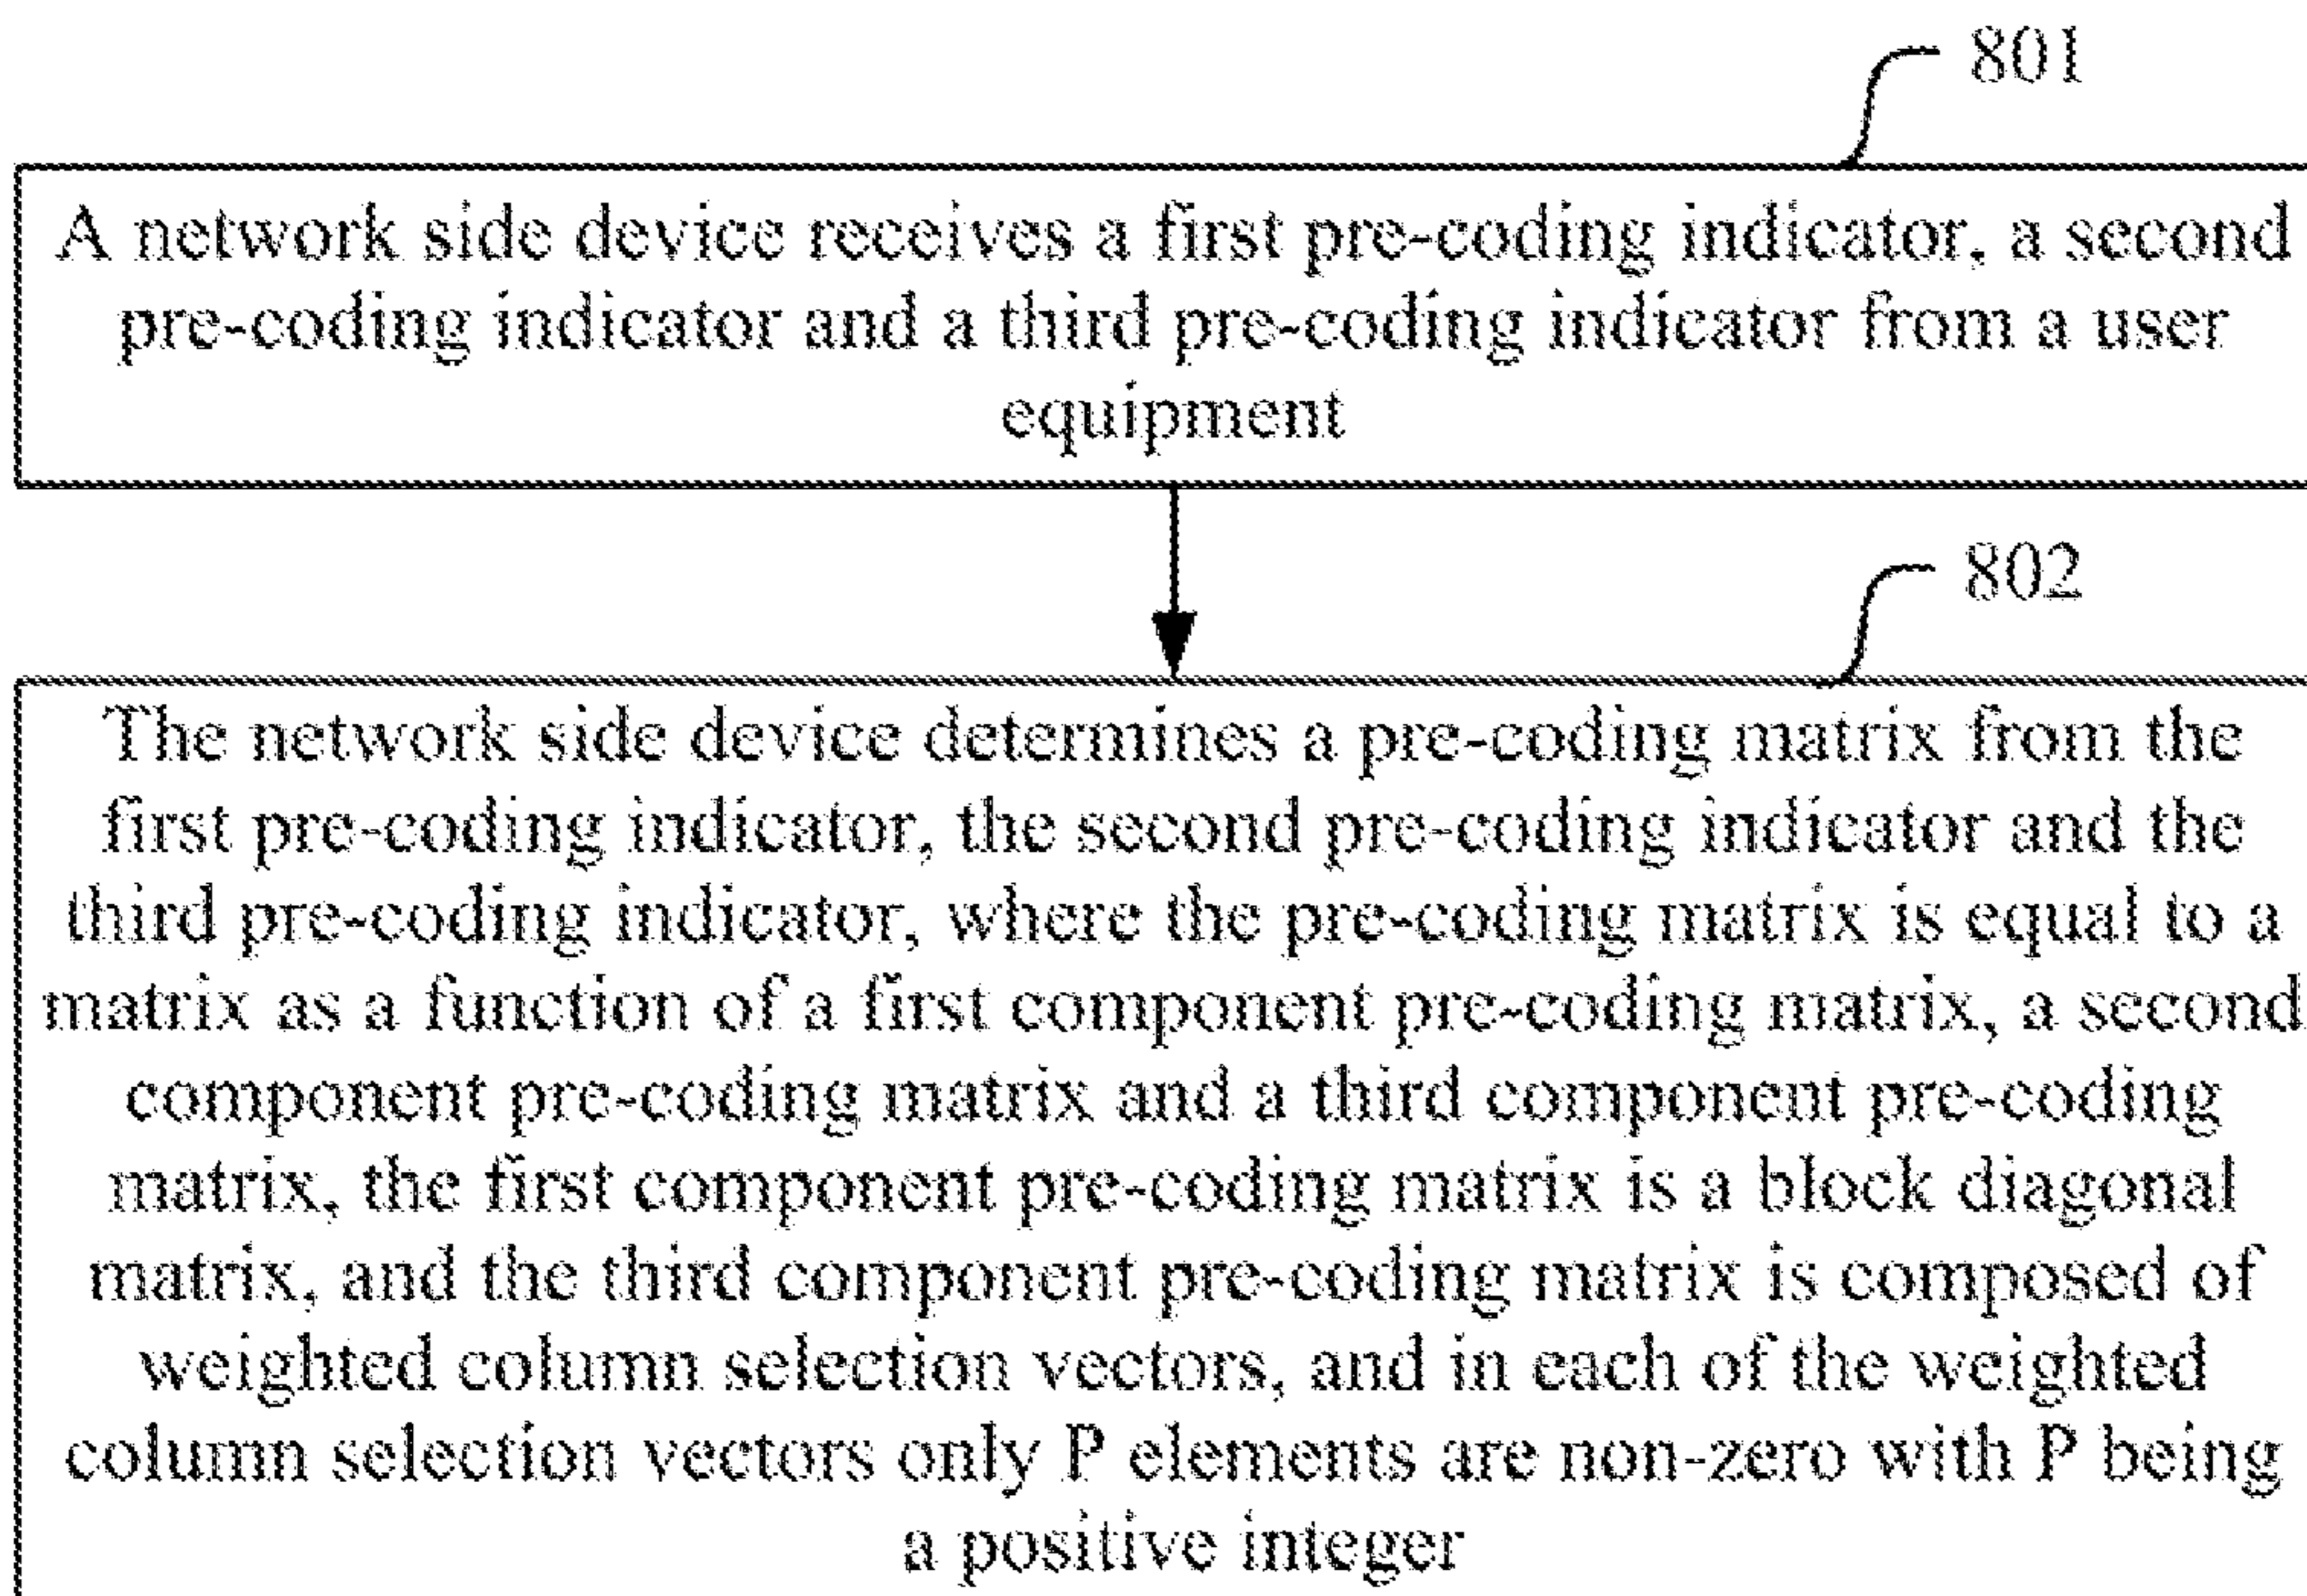 801
A network side device receives a first pre-coding indicator, a second
pre-coding indicator and a third pre-coding indicator from a user
equipment
802
The network side device determines a pre-coding matrix from the
first pre-coding indicator, the second pre-coding indicator and the
third pre-coding indicator, where the pre-coding matrix is equal to a
matrix as a function of a first component pre-coding matrix, a second
component pre-coding matrix and a third component pre-coding
matrix, the first component pre-coding matrix is a block diagonal
matrix, and the third component pre-coding matrix is composed of
weighted column selection vectors, and in each of the weighted
column selection vectors only P elements are non-zero with P being
a positive integer